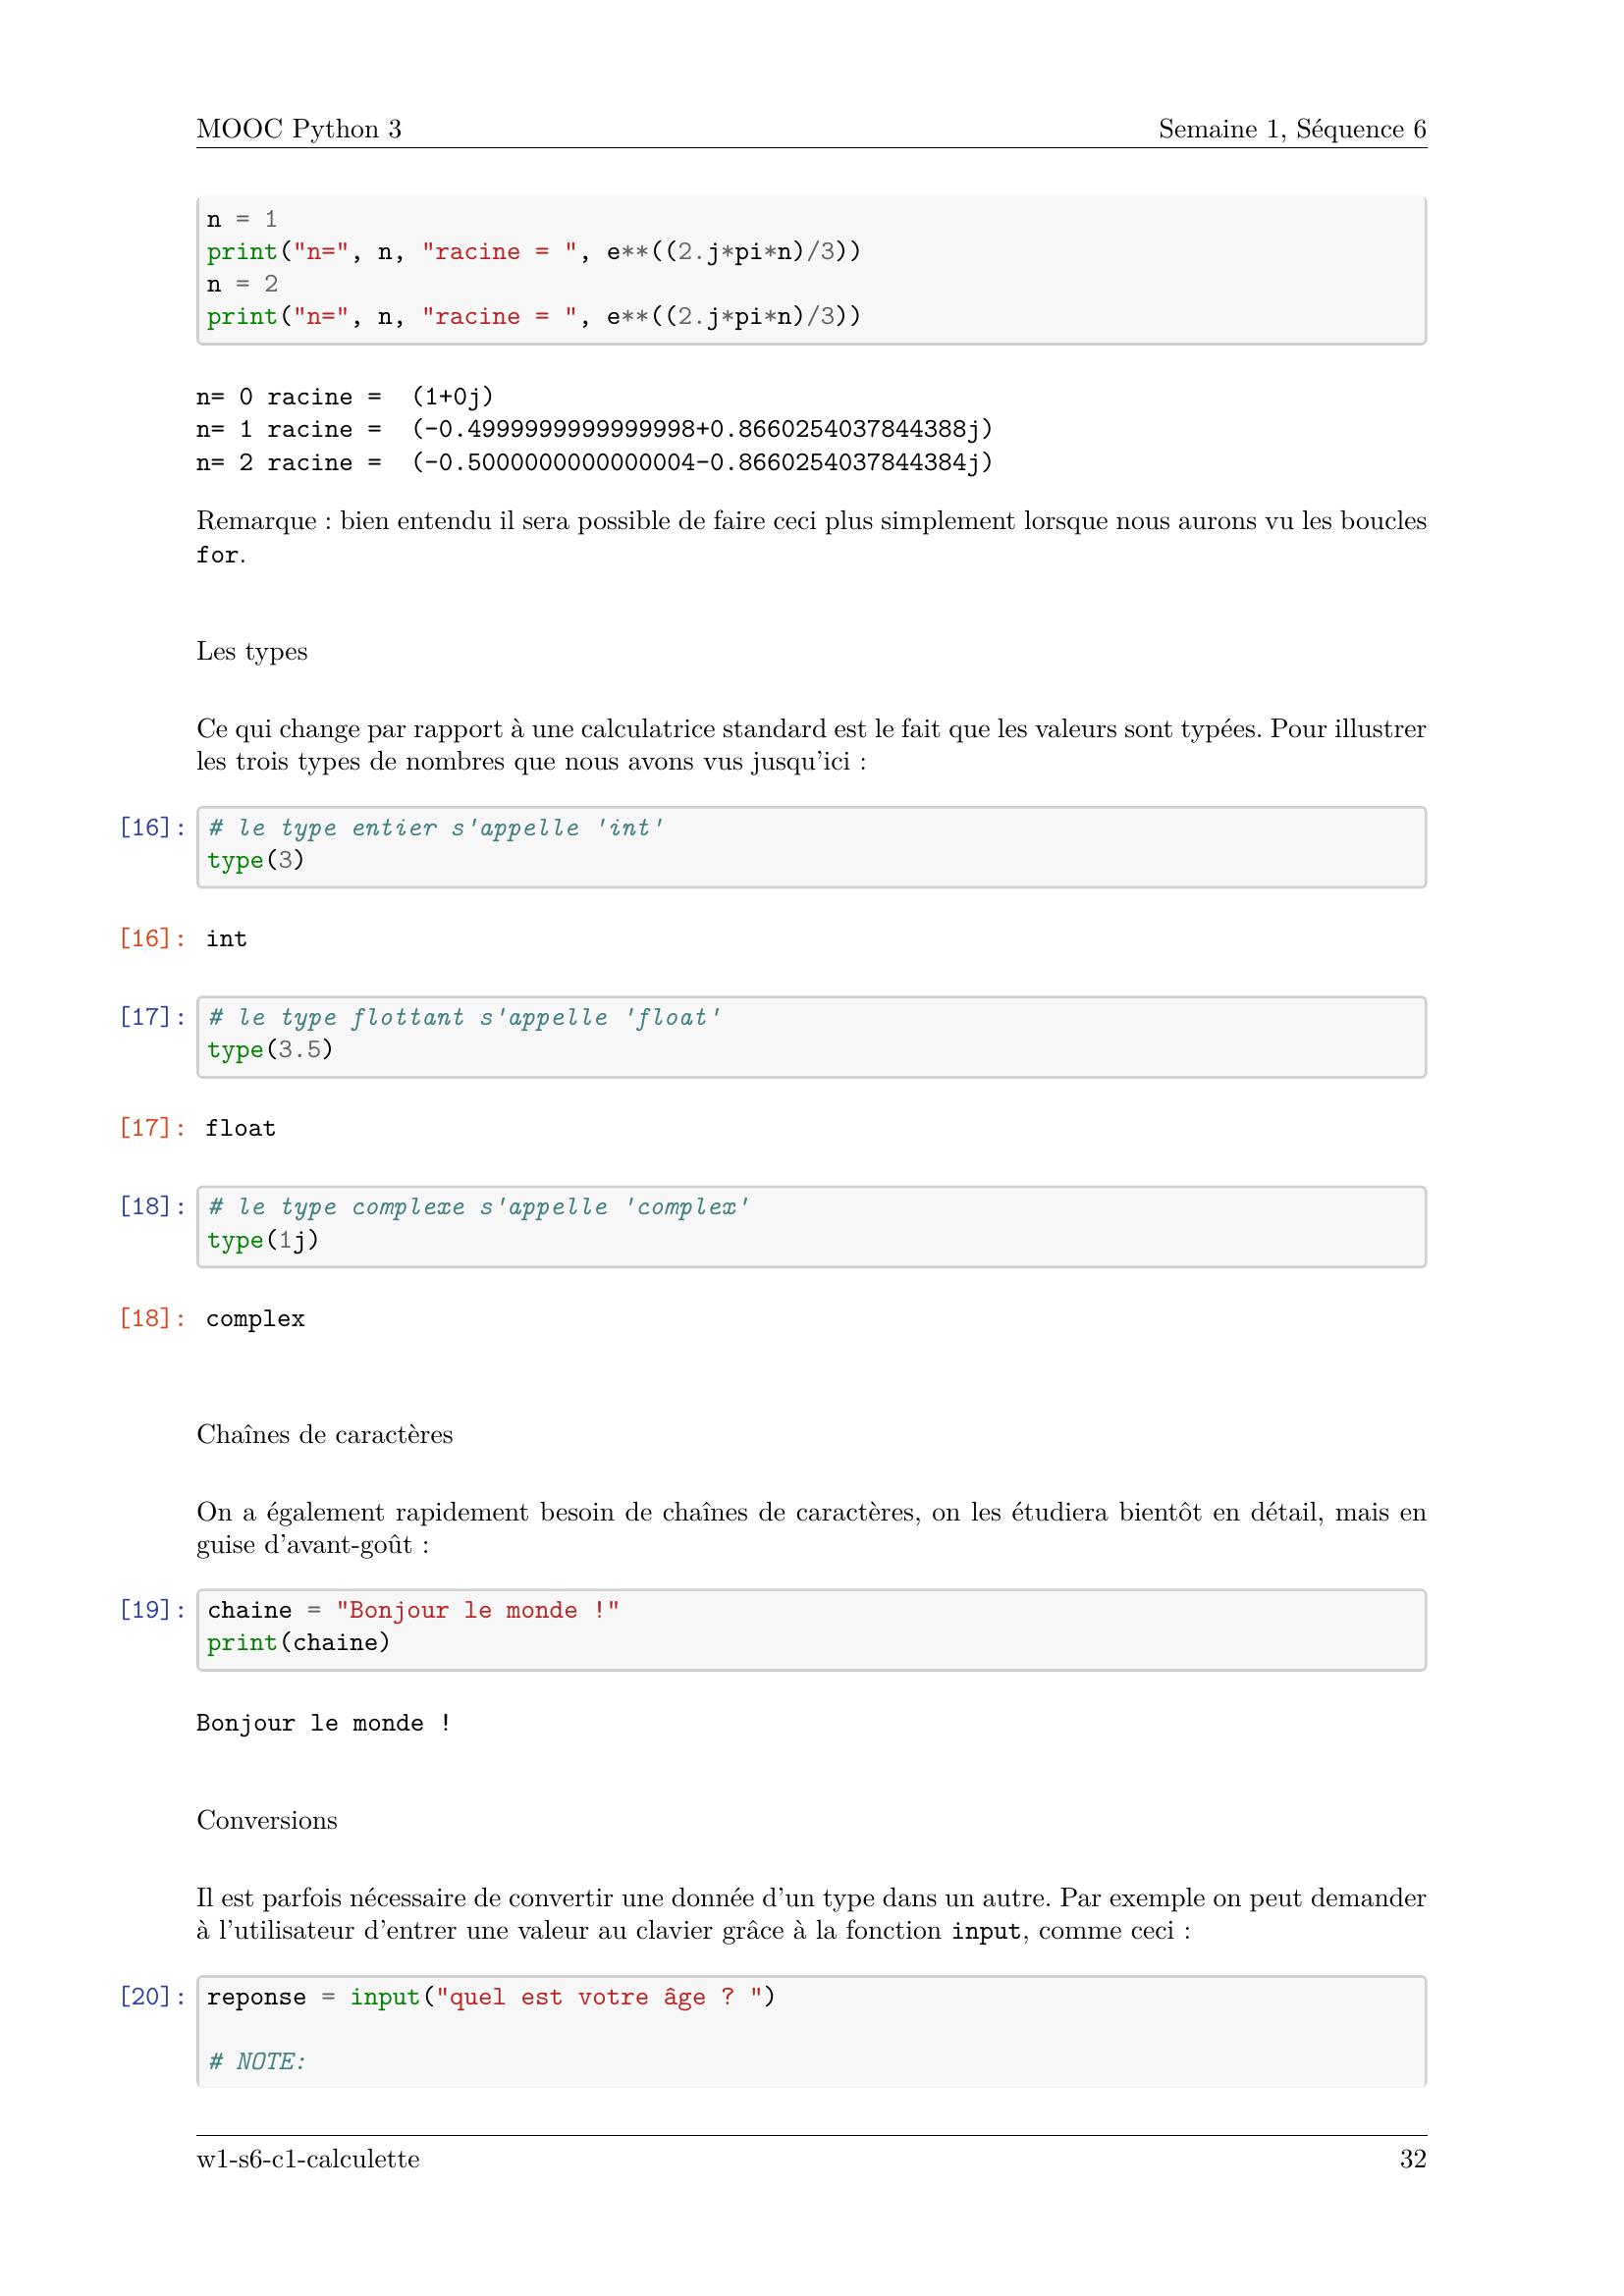 MOOC Python 3 Semaine 1, Séquence 6
n = 1
print("n=", n, "racine = ", e**((2.j*pi*n)/3))
n = 2
print("n=", n, "racine = ", e**((2.j*pi*n)/3))
n= 0 racine =  (1+0j)
n= 1 racine =  (-0.4999999999999998+0.8660254037844388j)
n= 2 racine =  (-0.5000000000000004-0.8660254037844384j)
Remarque : bien entendu il sera possible de faire ceci plus simplement lorsque nous aurons vu les boucles
for.
Les types
Ce qui change par rapport à une calculatrice standard est le fait que les valeurs sont typées. Pour illustrer
les trois types de nombres que nous avons vus jusqu'ici :
[16]: # le type entier s'appelle 'int'
type(3)
[16]: int
[17]: # le type flottant s'appelle 'float'
type(3.5)
[17]: float
[18]: # le type complexe s'appelle 'complex'
type(1j)
[18]: complex
Chaînes de caractères
On a également rapidement besoin de chaînes de caractères, on les étudiera bientôt en détail, mais en
guise d'avant-goût :
[19]: chaine = "Bonjour le monde !"
print(chaine)
Bonjour le monde !
Conversions
Il est parfois nécessaire de convertir une donnée d'un type dans un autre. Par exemple on peut demander
à l'utilisateur d'entrer une valeur au clavier grâce à la fonction input, comme ceci :
[20]: reponse = input("quel est votre âge ? ")
# NOTE:
w1-s6-c1-calculette 32